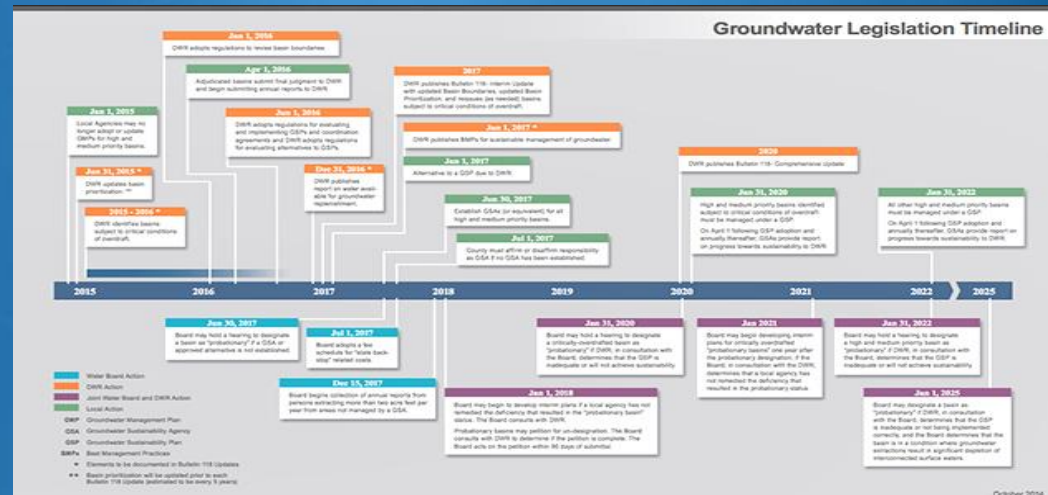 Groundwater Legislation Timeline
Jan 1, 2016
DWR adopts regulations to revise basin boundaries.
Apr 1, 2016
Adjudicated basins submit final judgment to DWR
and begin submitting annual reports to DWR.
Jan 1, 2015
Local Agencies may no
longer adopt or update
GMPs for high and
medium priority basins.
Jun 1, 2016
DWR adopts regulations for evaluating
and implementing GSPs and coordination
agreements and DWR adopts regulations
for evaluating alternatives to GSPs.
2017
DWR publishes Bulletin 118- Interim Update
with updated Basin Boundaries, updated Basin
Prioritization, and reissues (as needed) basins
subject to critical conditions of overdraft.
Jan 1, 2017 *
DWR publishes BMPs for sustainable management of groundwater.
Jan 1, 2017
Alternative to a GSP due to DWR.
Jan 31, 2015 *
DWR updates basin
prioritization. **
Dec 31, 2016 *
DWR publishes
report on water avail-
able for groundwater
replenishment.
2015 - 2016 *
DWR identifies basins
subject to critical conditions
of overdraft.
Jun 30, 2017
Establish GSAs (or equivalent) for all
high and medium priority basins.
Jul 1, 2017
County must affirm or disaffirm responsibility
as GSA if no GSA has been established.
2020
DWR publishes Bulletin 118- Comprehensive Update
Jan 31, 2020
High and medium priority basins identified
subject to critical conditions of overdraft
must be managed under a GSP.
On April 1 following GSP adoption and
annually thereafter, GSAs provide report on
progress towards sustainability to DWR.
Jan 31, 2022
All other high and medium priority basins
must be managed under a GSP.
On April 1 following GSP adoption and
annually thereafter, GSAs provide report on
progress towards sustainability to DWR.
2015
2016
2017
2018
2019
2020
2021
2022
2025
Jun 30, 2017
Board may hold a hearing to designate
a basin as "probationary" if a GSA or
approved alternative is not established.
Jul 1, 2017
Board adopts a fee
schedule for "state back-
stop" related costs.
Dec 15, 2017
Board begins collection of annual reports from
persons extracting more than two acre feet per
year from areas not managed by a GSA.
Jan 1, 2018
Board may begin to develop interim plans if a local agency has not
remedied the deficiency that resulted in the "probationary basin"
status. The Board consults with DWR.
Probationary basins may petition for un-designation. The Board
consults with DWR to determine if the petition is complete. The
Board acts on the petition within 90 days of submittal.
Jan 31, 2020
Board may hold a hearing to designate
a critically-overdrafted basin as
"probationary" if DWR, in consultation with
the Board, determines that the GSP is
inadequate or will not achieve sustainability.
Jan 2021
Board may begin developing interim
plans for critically overdrafted
"probationary basins" one year after
the probationary designation, if the
Board, in consultation with the DWR,
determines that a local agency has
not remedied the deficiency that
resulted in the probationary status
Jan 31, 2022
Board may hold a hearing to designate
a high and medium priority basin as
"probationary" if DWR, in consultation with
the Board, determines that the GSP is
inadequate or will not achieve sustainability.
Jan 1, 2025
Board may designate a basin as
"probationary" if DWR, in consultation
with the Board, determines that the GSP
is inadequate or not being implemented
correctly, and the Board determines that the
basin is in a condition where groundwater
extractions result in significant depletion of
interconnected surface waters.
Water Board Action
DWR Action
Joint Water Board and DWR Action
Local Action
GMP Groundwater Management Plan
GSA Groundwater Sustainability Agency
GSP Groundwater Sustainability Plan
BMPs Best Management Practices
* Elements to be documented in Bulletin 118 Updates
** Basin prioritization will be updated prior to each
Bulletin 118 Update (estimated to be every 5 years)